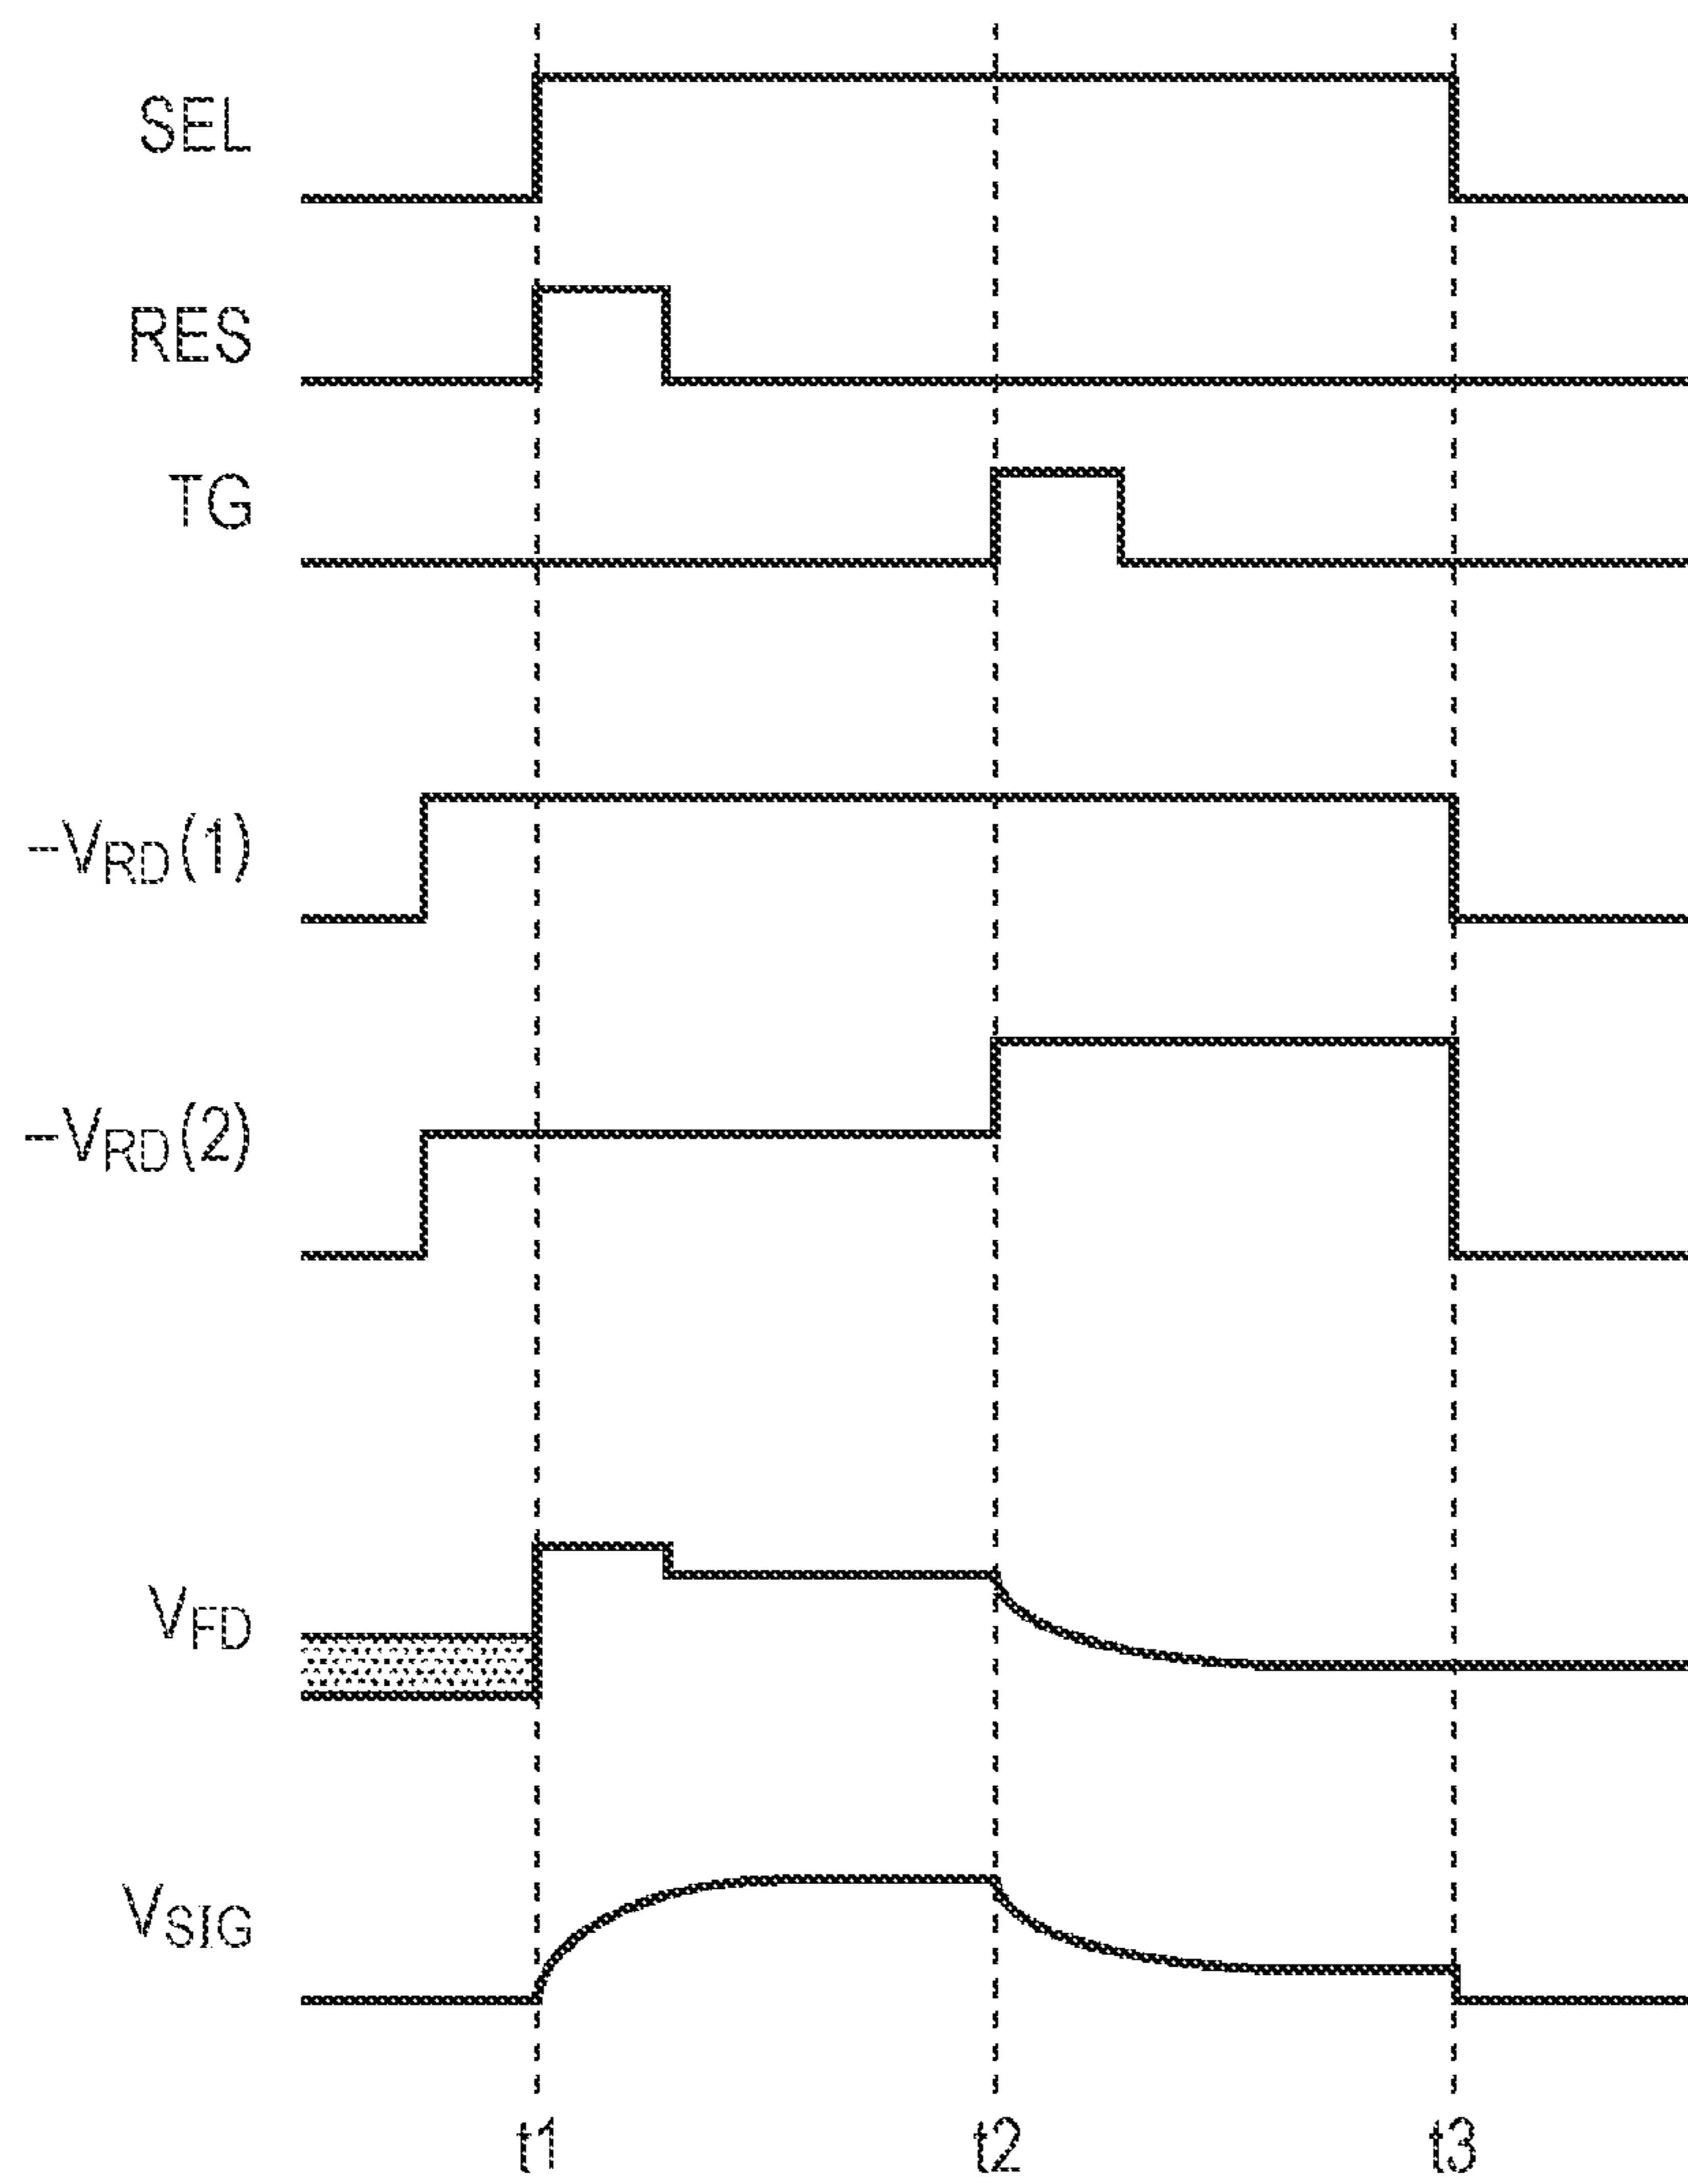 SEL
RES
TG
-VRD(1)
-VRD(2)
VFD
VSIG
t1 t2 t3